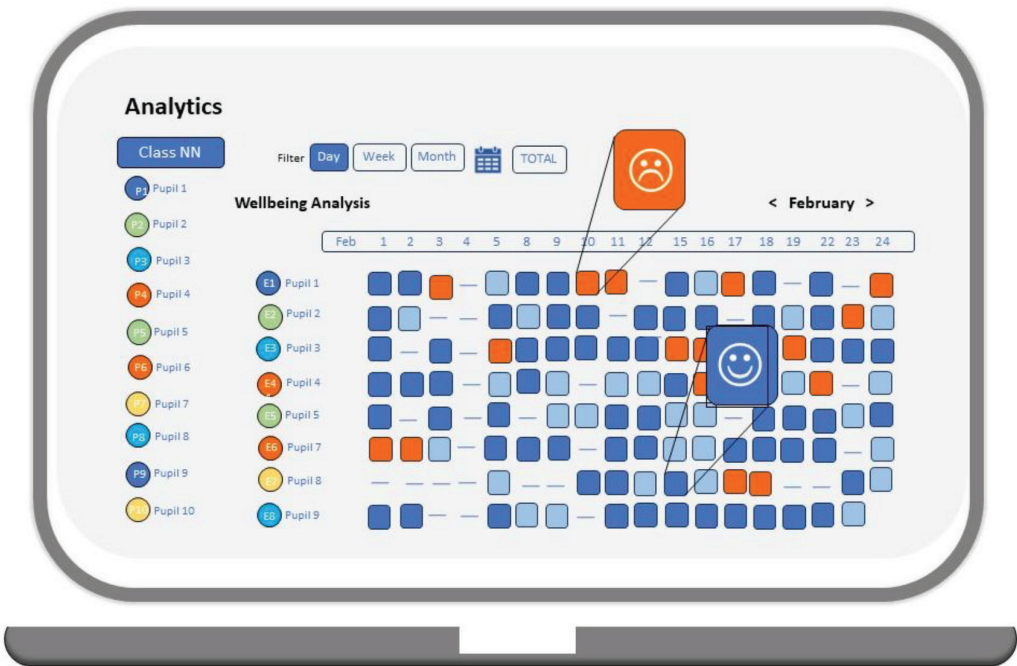 Analytics
Class NN
Filter Day Week Month TOTAL
P1 Pupil 1
P2 Pupil 2
P3 Pupil 3
P4 Pupil 4
P5 Pupil 5
P6 Pupil 6
P7 Pupil 7
P8 Pupil 8
P9 Pupil 9
P10 Pupil 10
Wellbeing Analysis
< February >
Feb 1 2 3 4 5 8 9 10 11 12 15 16 17 18 19 22 23 24
E1 Pupil 1
E2 Pupil 2
E3 Pupil 3
E4 Pupil 4
E5 Pupil 5
E6 Pupil 7
E7 Pupil 8
E8 Pupil 9